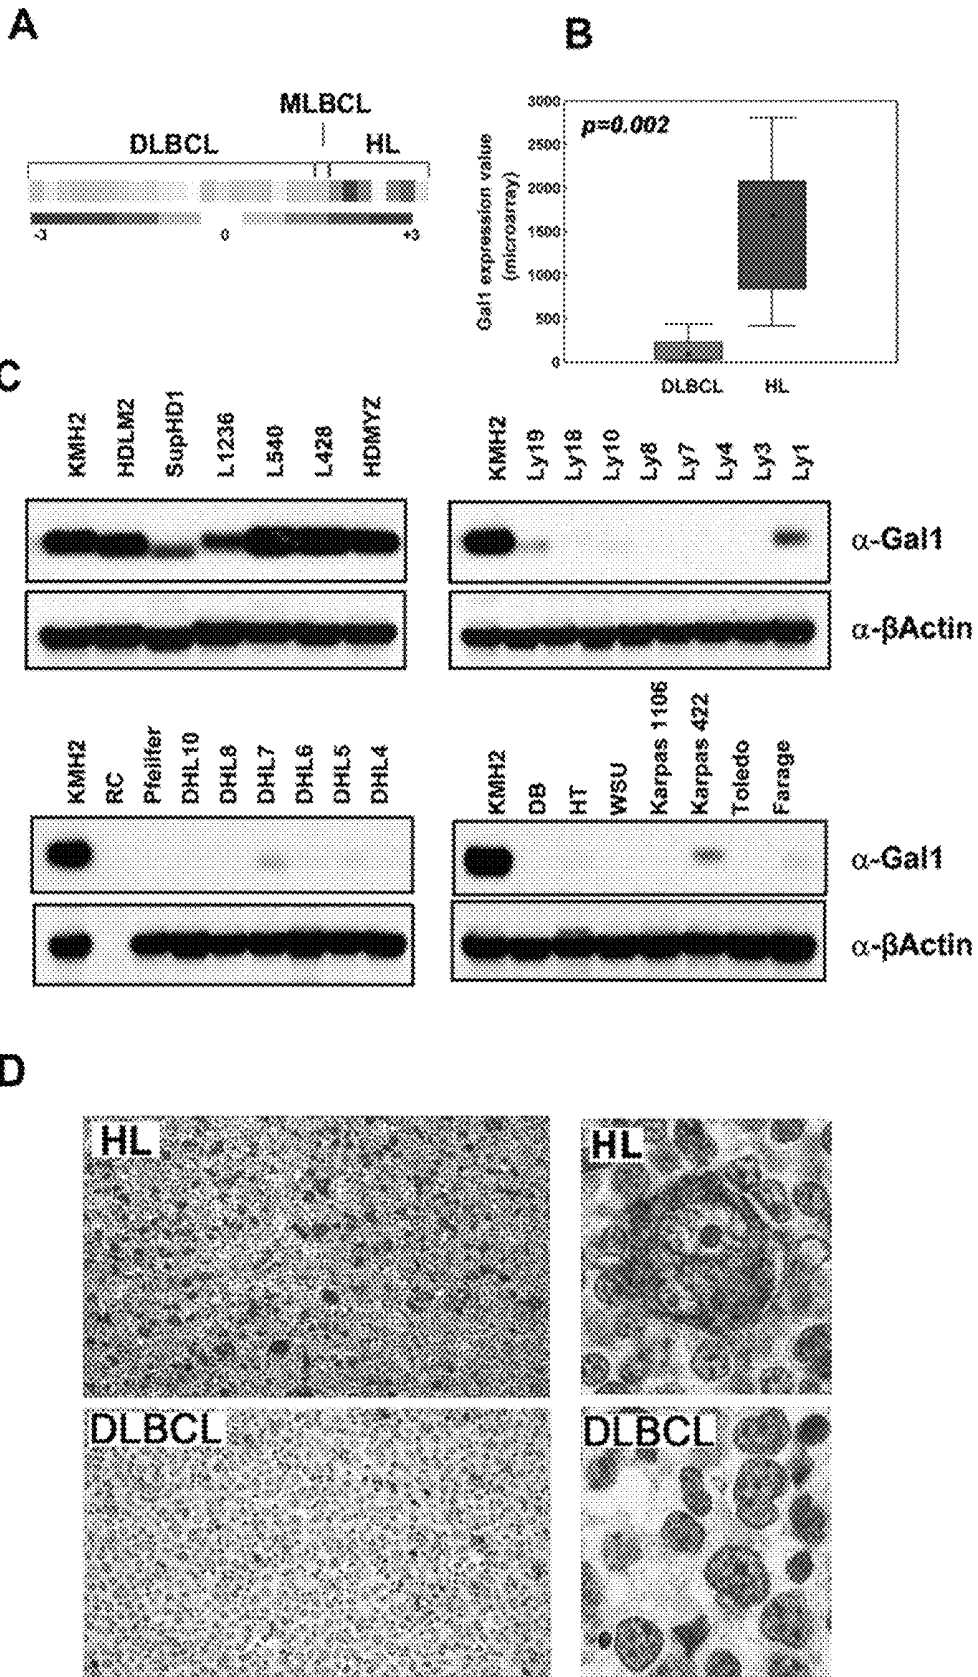 A
B
MLBCL
DLBCL
HL
-3
0
+3
p=0.002
Gal1 expression value
(microarray)
3000
2500
2000
1500
1000
500
0
DLBCL
HL
C
KMH2
HDLM2
SupHD1
L1236
L540
L428
HDMYZ
KMH2
Ly19
Ly18
Ly10
Ly8
Ly7
Ly4
Ly3
Ly1
α-Gal1
α-βActin
KMH2
RC
Pfeiifer
DHL10
DHL8
DHL7
DHL6
DHL5
DHL4
KMH2
DB
HT
WSU
Karpas 1106
Karpas 422
Toledo
Farage
α-Gal1
α-βActin
D
HL
HL
DLBCL
DLBCL